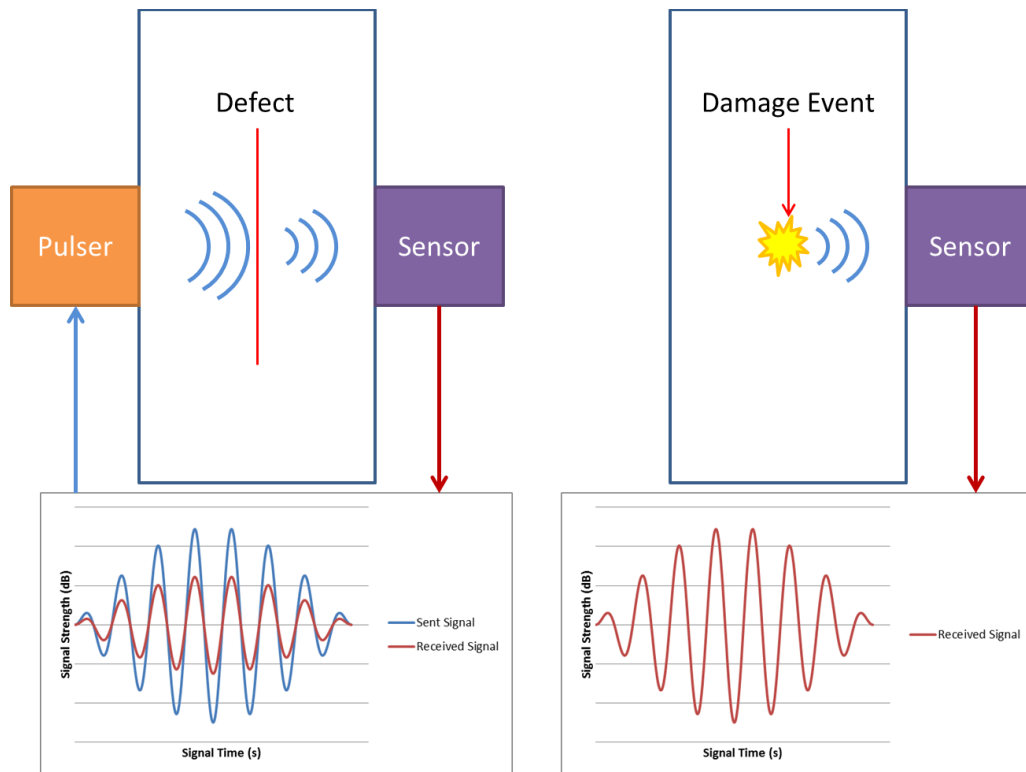 Defect
Pulser
Sensor
Signal Strength (dB)
Sent Signal
Received Signal
Signal Time (s)
Damage Event
Sensor
Signal Strength (dB)
Received Signal
Signal Time (s)